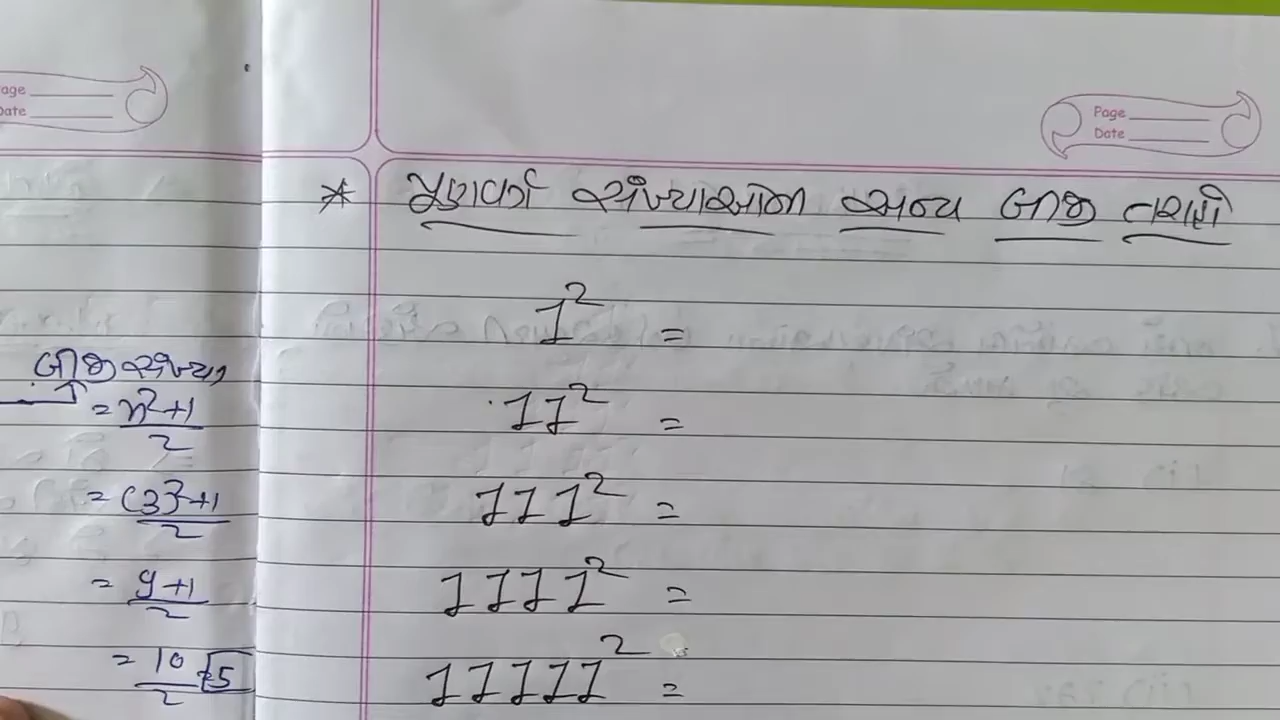 Page
Date
Page
Date
* પૂર્ણવર્ગ સંખ્યાઓના અન્ય બીજી તરાહો
1² =
11² =
111² =
1111² =
11111² =
બીજી સંખ્યા
= n²+1/2
= (3)²+1/2
= 9+1/2
= 10/2 = 5